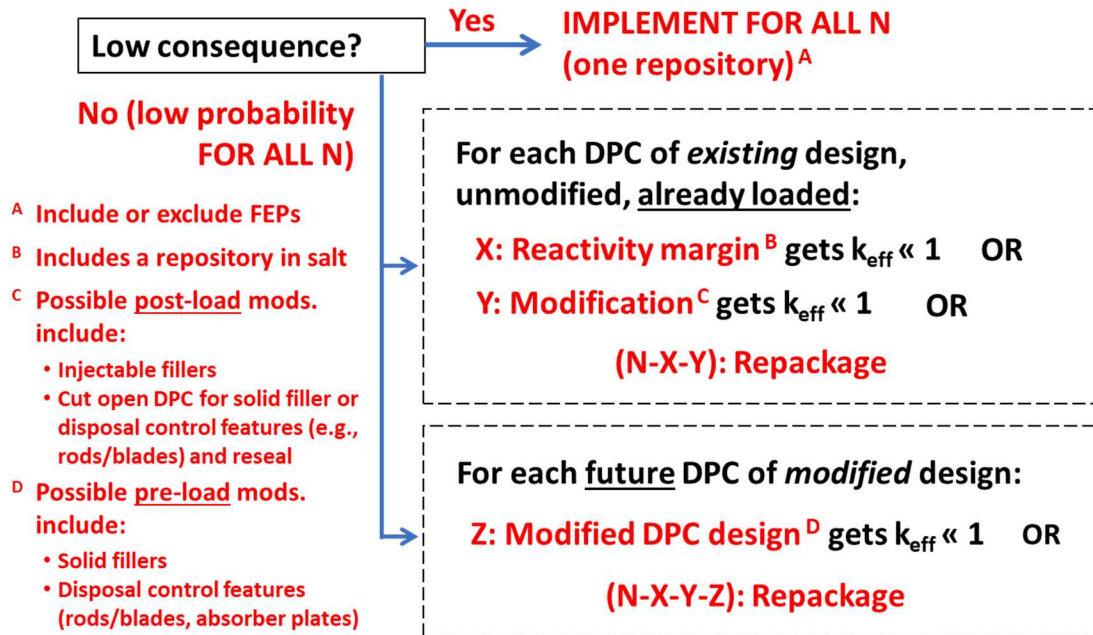 Low consequence?
Yes
IMPLEMENT FOR ALL N
(one repository) A
No (low probability
FOR ALL N)
A Include or exclude FEPs
B Includes a repository in salt
C Possible post-load mods.
include:
• Injectable fillers
• Cut open DPC for solid filler or
disposal control features (e.g.,
rods/blades) and reseal
D Possible pre-load mods.
include:
• Solid fillers
• Disposal control features
(rods/blades, absorber plates)
For each DPC of existing design,
unmodified, already loaded:
X: Reactivity margin B gets keff « 1 OR
Y: Modification C gets keff « 1 OR
(N-X-Y): Repackage
For each future DPC of modified design:
Z: Modified DPC design D gets keff « 1 OR
(N-X-Y-Z): Repackage